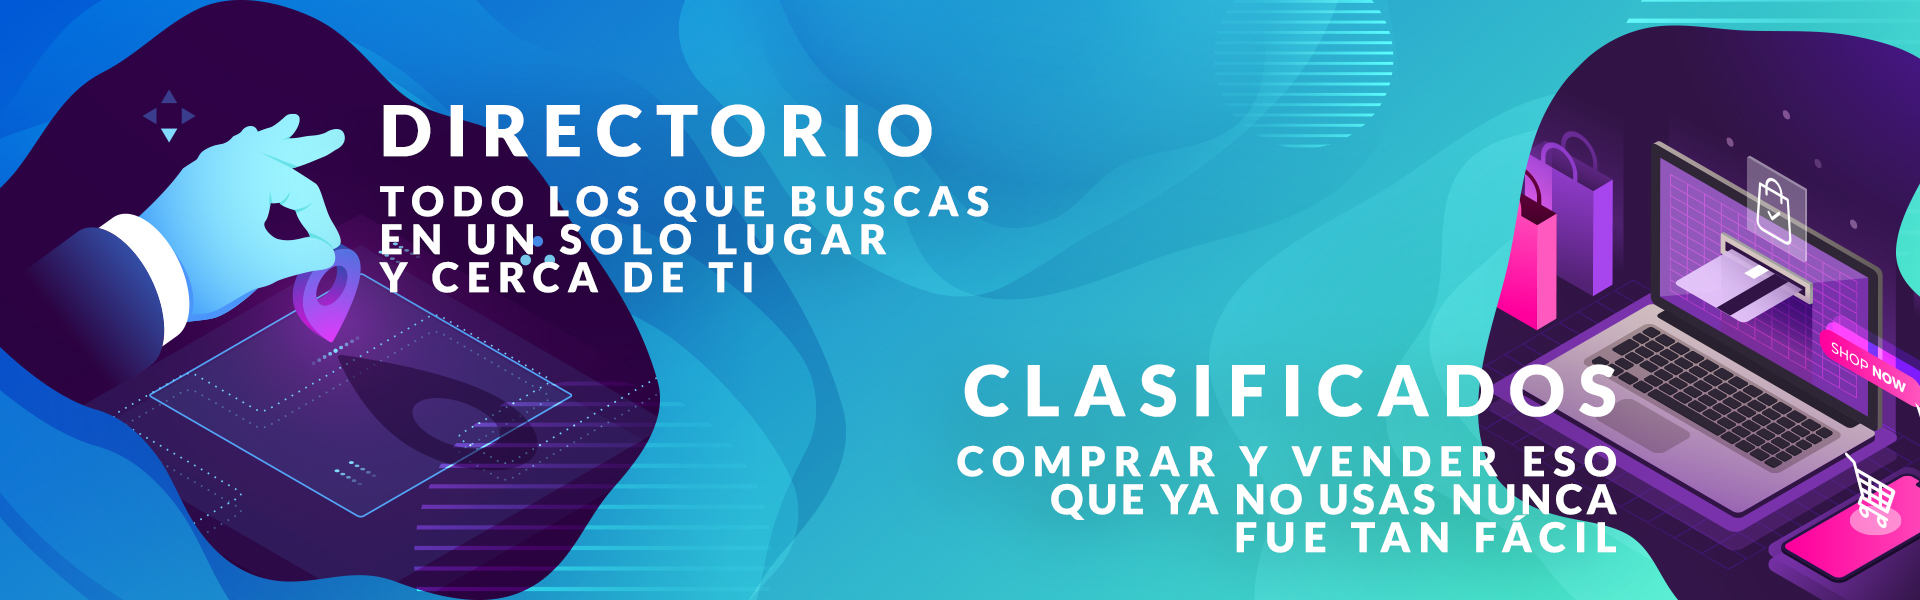 DIRECTORIO
TODO LOS QUE BUSCAS
EN UN SOLO LUGAR
Y CERCA DE TI
CLASIFICADOS
COMPRAR Y VENDER ESO
QUE YA NO USAS NUNCA
FUE TAN FÁCIL
SHOP NOW